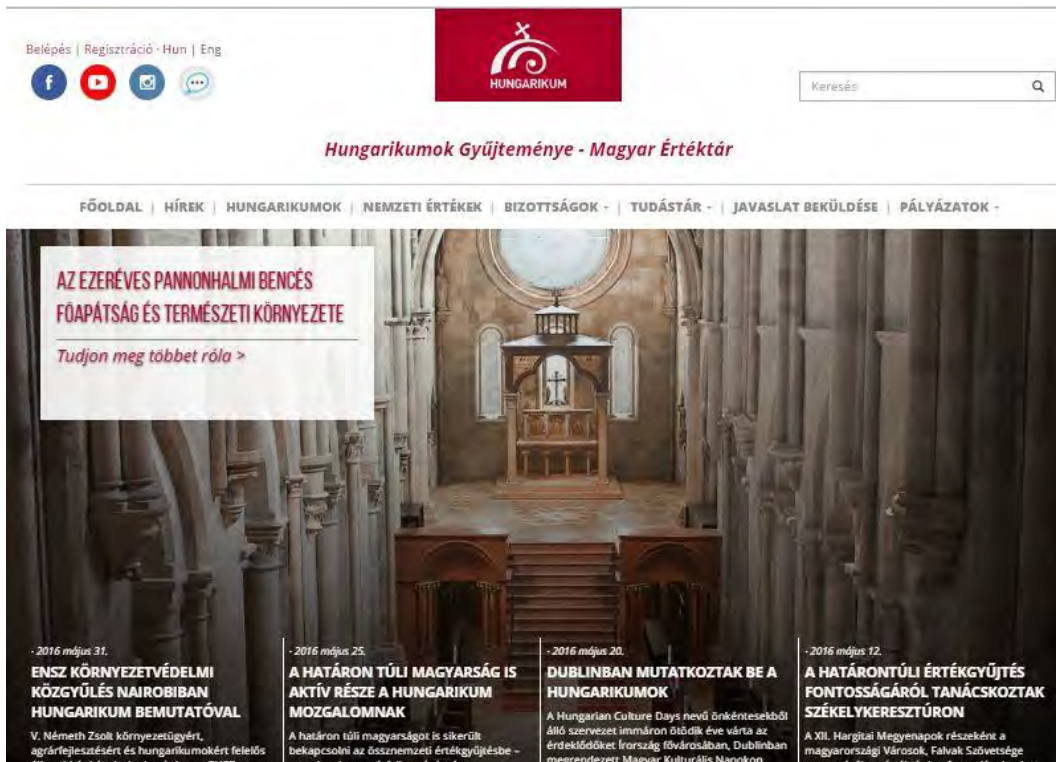 Belépés | Regisztráció · Hun | Eng
HUNGARIKUM
Keresés
Hungarikumok Gyűjteménye - Magyar Értéktár
FŐOLDAL | HÍREK | HUNGARIKUMOK | NEMZETI ÉRTÉKEK | BIZOTTSÁGOK - | TUDÁSTÁR - | JAVASLAT BEKÜLDÉSE | PÁLYÁZATOK -
AZ EZERÉVES PANNONHALMI BENCÉS
FŐAPÁTSÁG ÉS TERMÉSZETI KÖRNYEZETE
Tudjon meg többet róla >
- 2016 május 31.
ENSZ KÖRNYEZETVÉDELMI
KÖZGYŰLÉS NAIROBIBAN
HUNGARIKUM BEMUTATÓVAL
V. Németh Zsolt környezetügyért,
agrárfejlesztésért és hungarikumokért felelős
- 2016 május 25.
A HATÁRON TÚLI MAGYARSÁG IS
AKTÍV RÉSZE A HUNGARIKUM
MOZGALOMNAK
A határon túli magyarságot is sikerült
bekapcsolni az össznemzeti értékgyűjtésbe –
- 2016 május 20.
DUBLINBAN MUTATKOZTAK BE A
HUNGARIKUMOK
A Hungarian Culture Days nevű önkéntesekből
álló szervezet immáron ötödik éve várta az
érdeklődőket Írország fővárosában, Dublinban
megrendezett Magyar Kulturális Napokon
- 2016 május 12.
A HATÁRONTÚLI ÉRTÉKGYŰJTÉS
FONTOSSÁGÁRÓL TANÁCSKOZTAK
SZÉKELYKERESZTÚRON
A XII. Hargitai Megyenapok részeként a
magyarországi Városok, Falvak Szövetsége